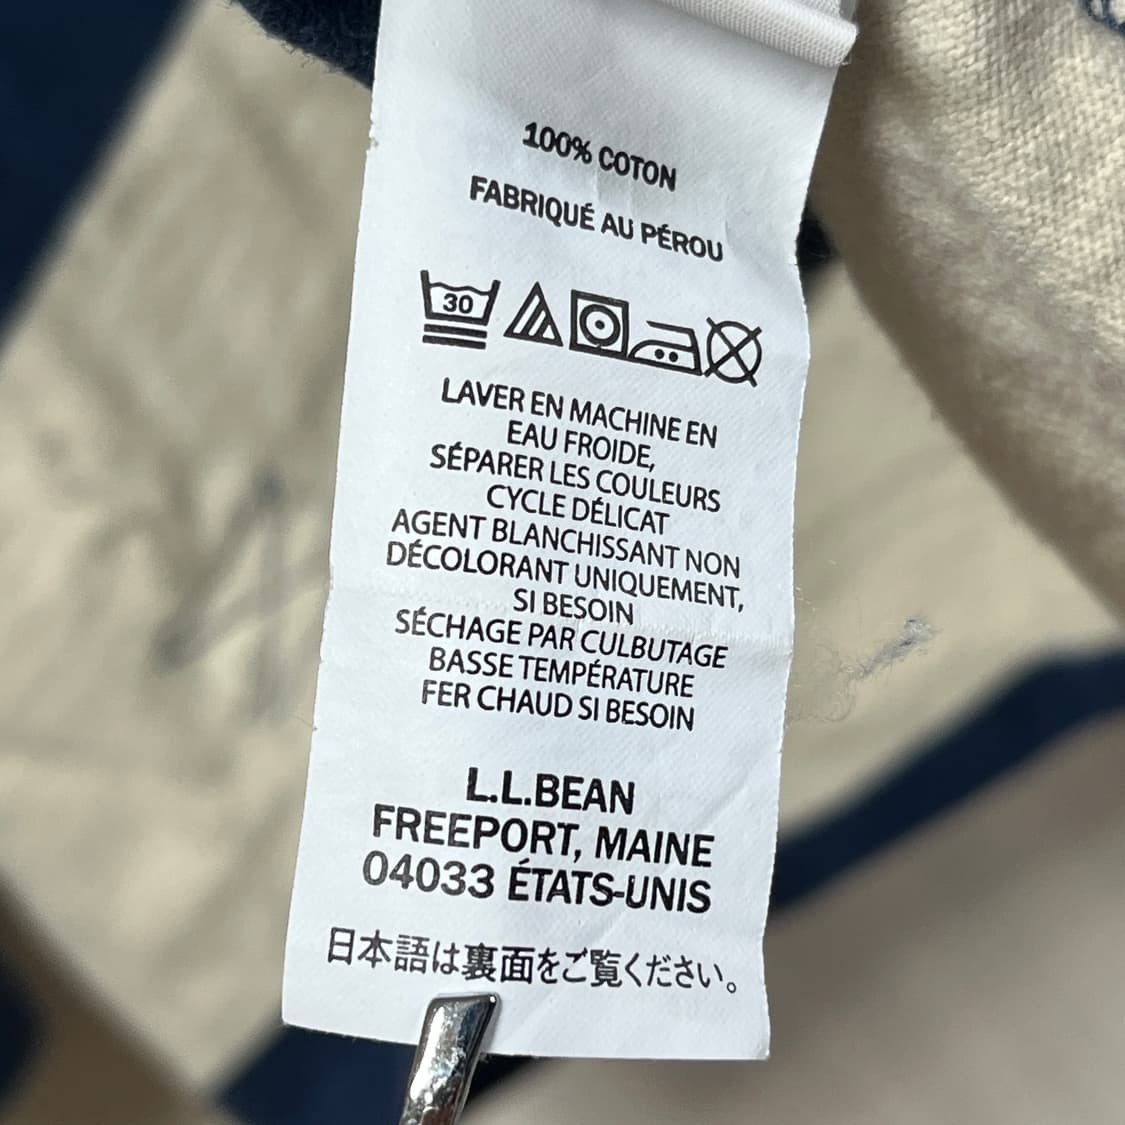 100% COTON
FABRIQUÉ AU PÉROU
30
LAVER EN MACHINE EN
EAU FROIDE,
SÉPARER LES COULEURS
CYCLE DÉLICAT
AGENT BLANCHISSANT NON
DÉCOLORANT UNIQUEMENT,
SI BESOIN
SÉCHAGE PAR CULBUTAGE
BASSE TEMPÉRATURE
FER CHAUD SI BESOIN
L.L.BEAN
FREEPORT, MAINE
04033 ÉTATS-UNIS
日本語は裏面をご覧ください。